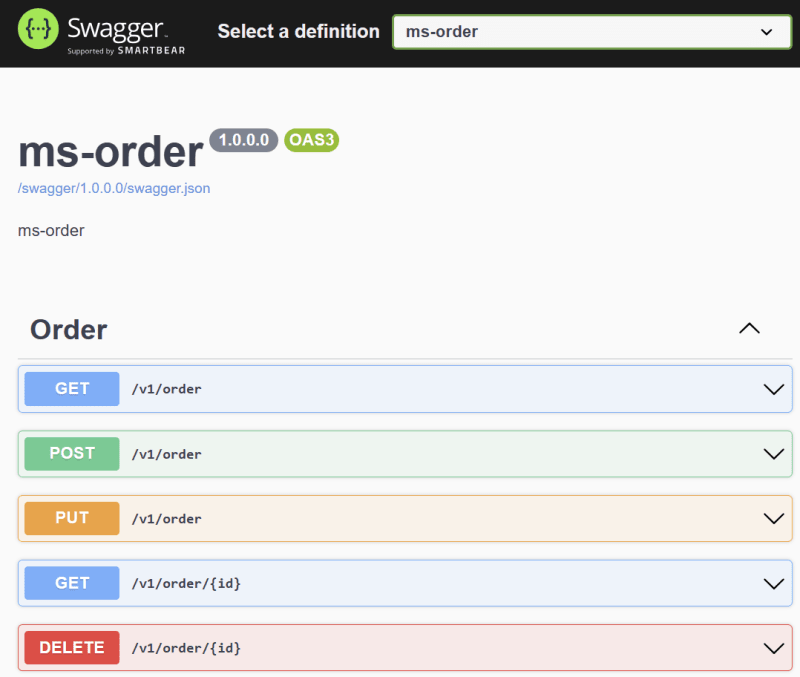 {··} Swagger
Supported by SMARTBEAR
Select a definition
ms-order
ms-order 1.0.0.0 OAS3
/swagger/1.0.0.0/swagger.json
ms-order
Order
GET /v1/order
POST /v1/order
PUT /v1/order
GET /v1/order/{id}
DELETE /v1/order/{id}